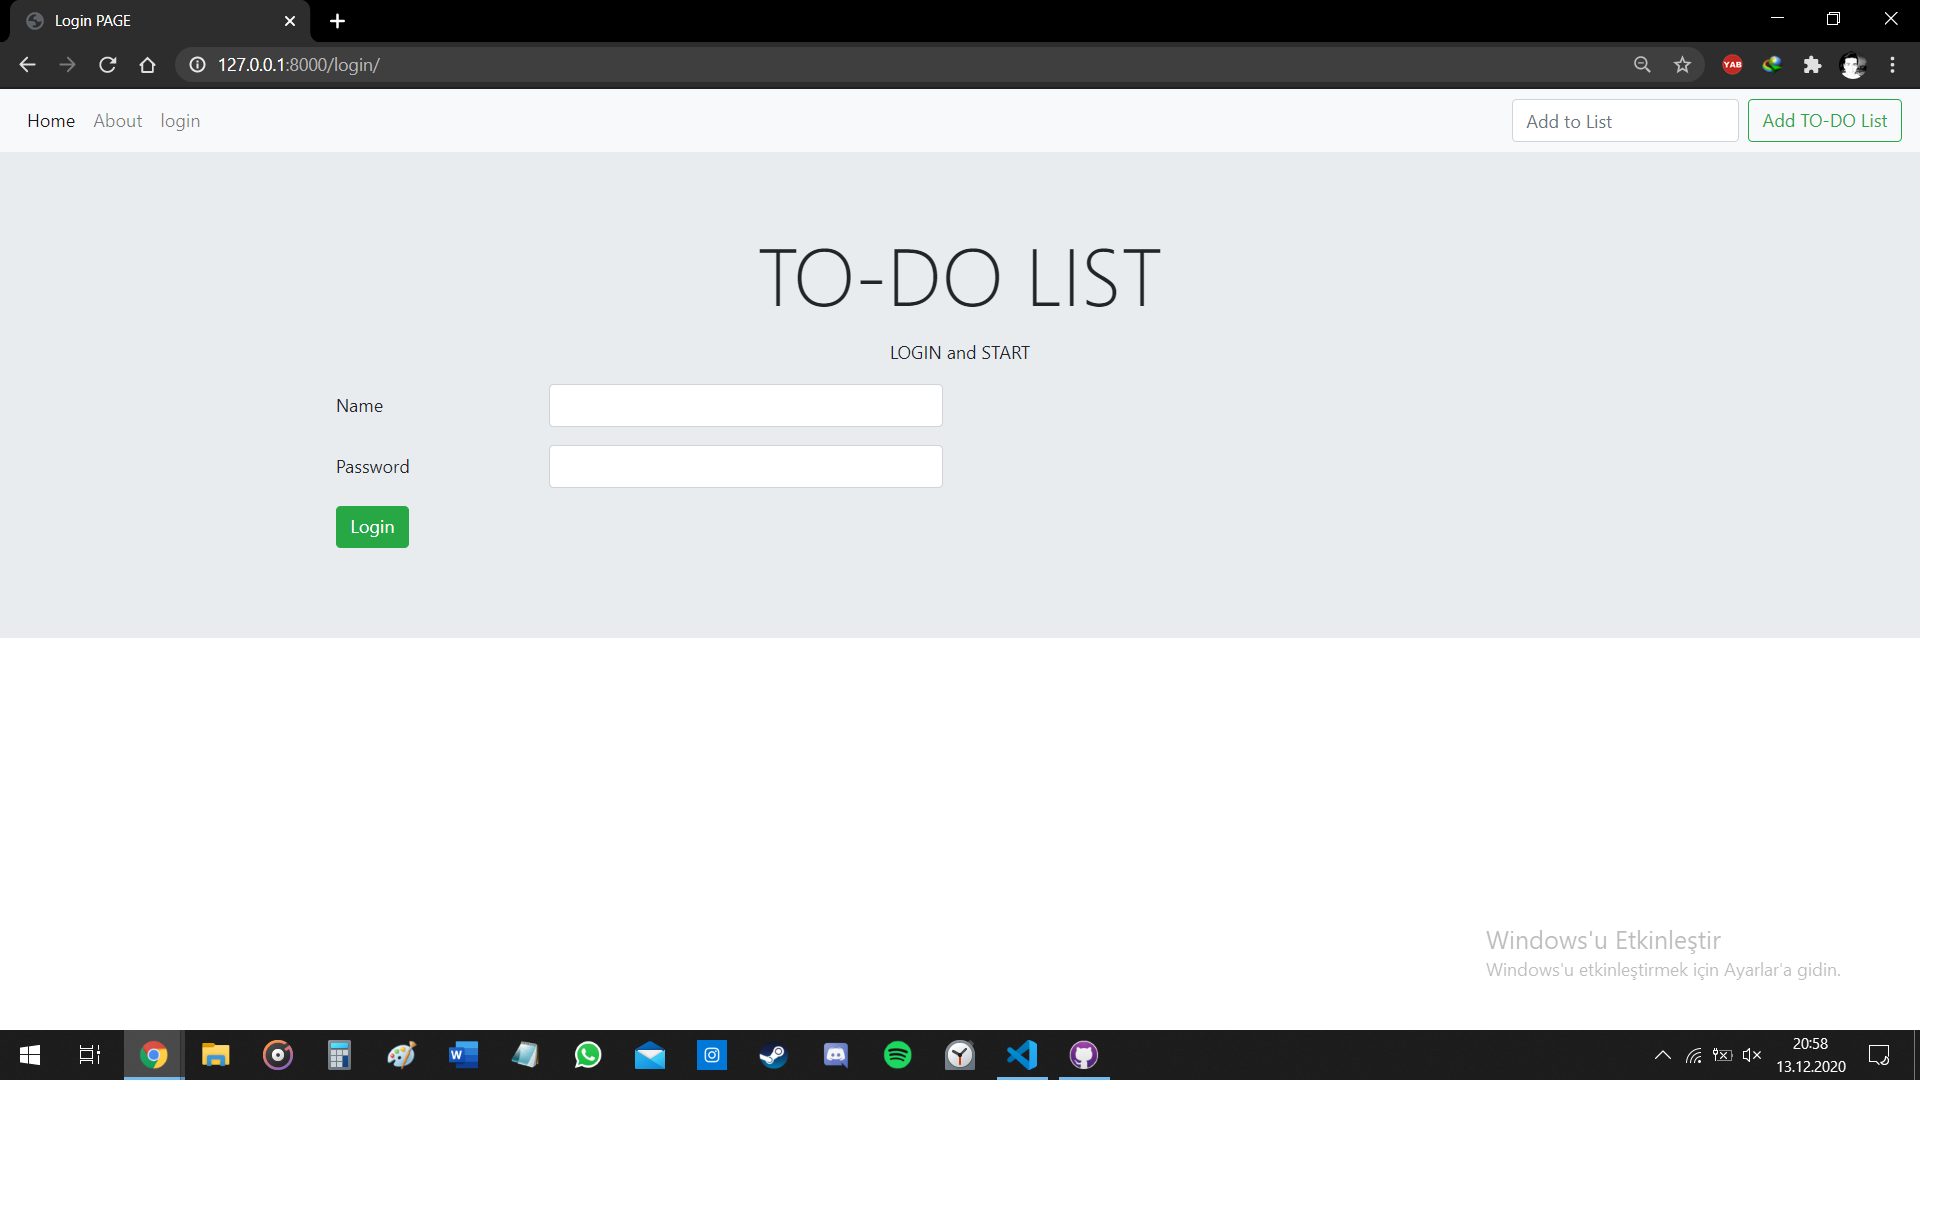 Login PAGE
127.0.0.1:8000/login/
YAB
Home About login Add to List Add TO-DO List
TO-DO LIST
LOGIN and START
Name
Password
Login
Windows'u Etkinleştir
Windows'u etkinleştirmek için Ayarlar'a gidin.
W
20:58
13.12.2020